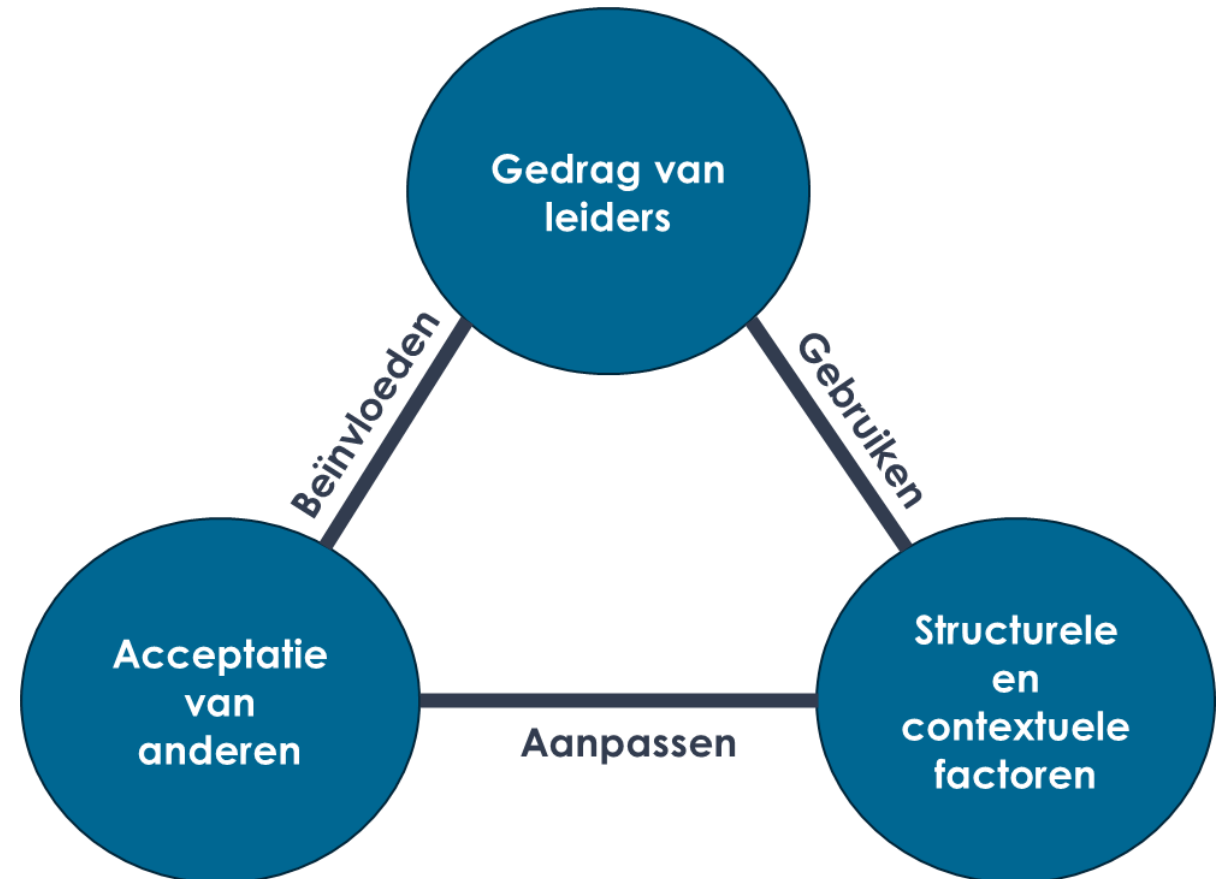 Gedrag van
leiders
Beïnvloeden
Gebruiken
Acceptatie
van
anderen
Aanpassen
Structurele
en
contextuele
factoren